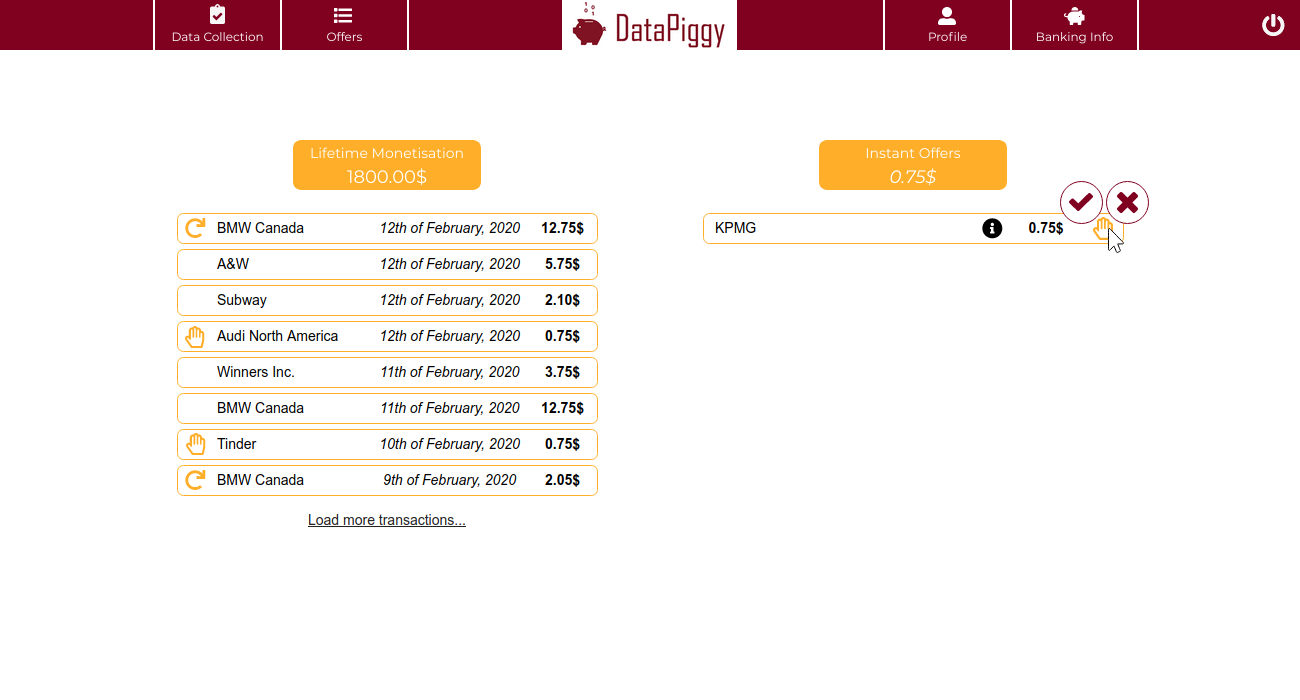 Data Collection
Offers
DataPiggy
Profile
Banking Info
Lifetime Monetisation
1800.00$
BMW Canada 12th of February, 2020 12.75$
A&W 12th of February, 2020 5.75$
Subway 12th of February, 2020 2.10$
Audi North America 12th of February, 2020 0.75$
Winners Inc. 11th of February, 2020 3.75$
BMW Canada 11th of February, 2020 12.75$
Tinder 10th of February, 2020 0.75$
BMW Canada 9th of February, 2020 2.05$
Load more transactions...
Instant Offers
0.75$
KPMG 0.75$